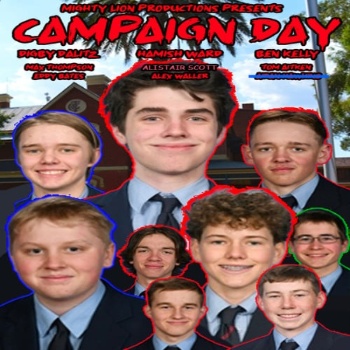 MIGHTY LION PRODUCTIONS PRESENTS
CAMPAIGN DAY
DIGBY DALITZ HAMISH WARD BEN KELLY
MAX THOMPSON ALISTAIR SCOTT TOM AITKEN
EDDY BATES ALEX WALLER